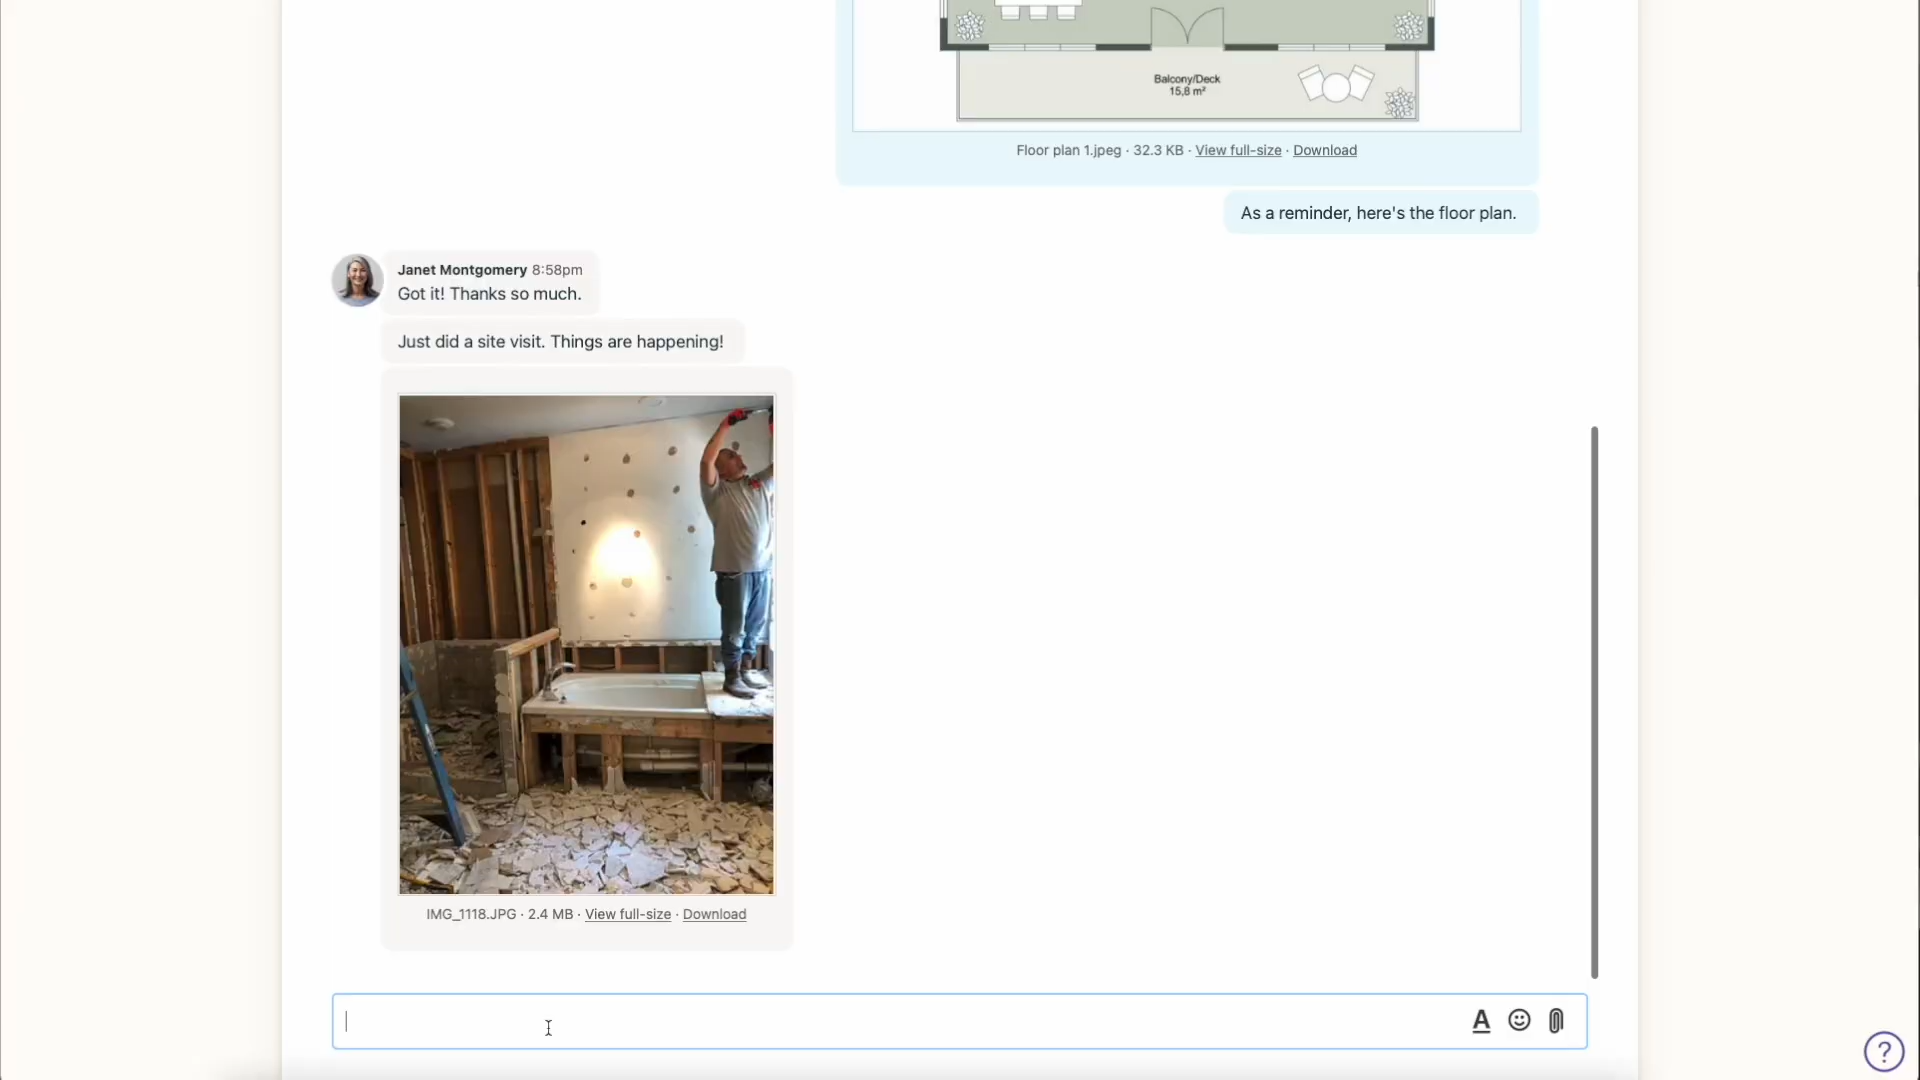 Balcony/Deck
15,8 m²
Floor plan 1.jpeg · 32.3 KB · View full-size · Download
As a reminder, here's the floor plan.
Janet Montgomery 8:58pm
Got it! Thanks so much.
Just did a site visit. Things are happening!
IMG_1118.JPG · 2.4 MB · View full-size · Download
A
?